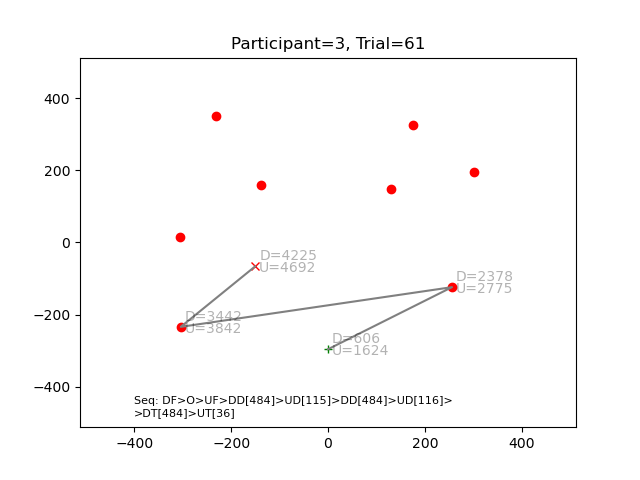 Participant=3, Trial=61
400
200
0
−200
−400
D=4225
U=4692
D=2378
U=2775
D=3442
U=3842
D=606
U=1624
Seq: DF>O>UF>DD[484]>UD[115]>DD[484]>UD[116]>
>DT[484]>UT[36]
−400
−200
0
200
400